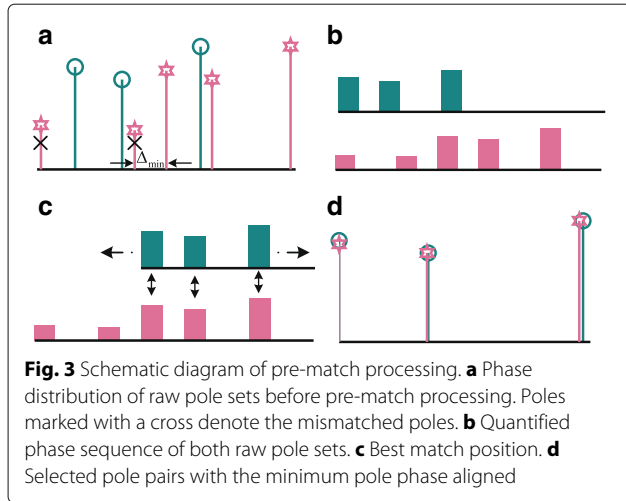 a
b
Δmin
c
d
Fig. 3 Schematic diagram of pre-match processing. a Phase
distribution of raw pole sets before pre-match processing. Poles
marked with a cross denote the mismatched poles. b Quantified
phase sequence of both raw pole sets. c Best match position. d
Selected pole pairs with the minimum pole phase aligned